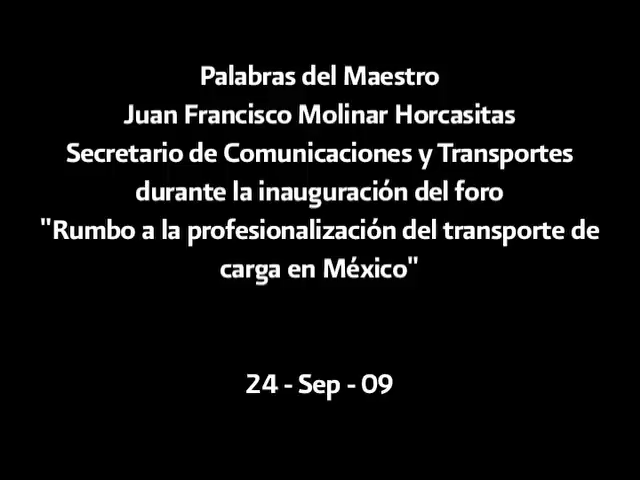 Palabras del Maestro
Juan Francisco Molinar Horcasitas
Secretario de Comunicaciones y Transportes
durante la inauguración del foro
"Rumbo a la profesionalización del transporte de
carga en México"
24 - Sep - 09